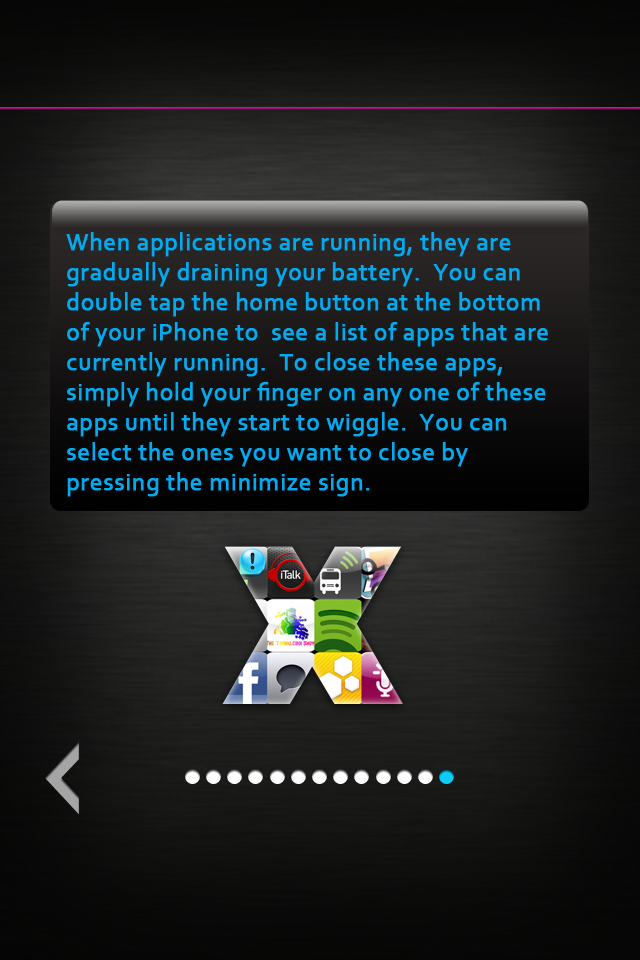 When applications are running, they are
gradually draining your battery.  You can
double tap the home button at the bottom
of your iPhone to  see a list of apps that are
currently running.  To close these apps,
simply hold your finger on any one of these
apps until they start to wiggle.  You can
select the ones you want to close by
pressing the minimize sign.
!
iTalk
f